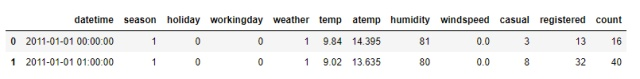 datetime season holiday workingday weather temp atemp humidity windspeed casual registered count
0 2011-01-01 00:00:00 1 0 0 1 9.84 14.395 81 0.0 3 13 16
1 2011-01-01 01:00:00 1 0 0 1 9.02 13.635 80 0.0 8 32 40